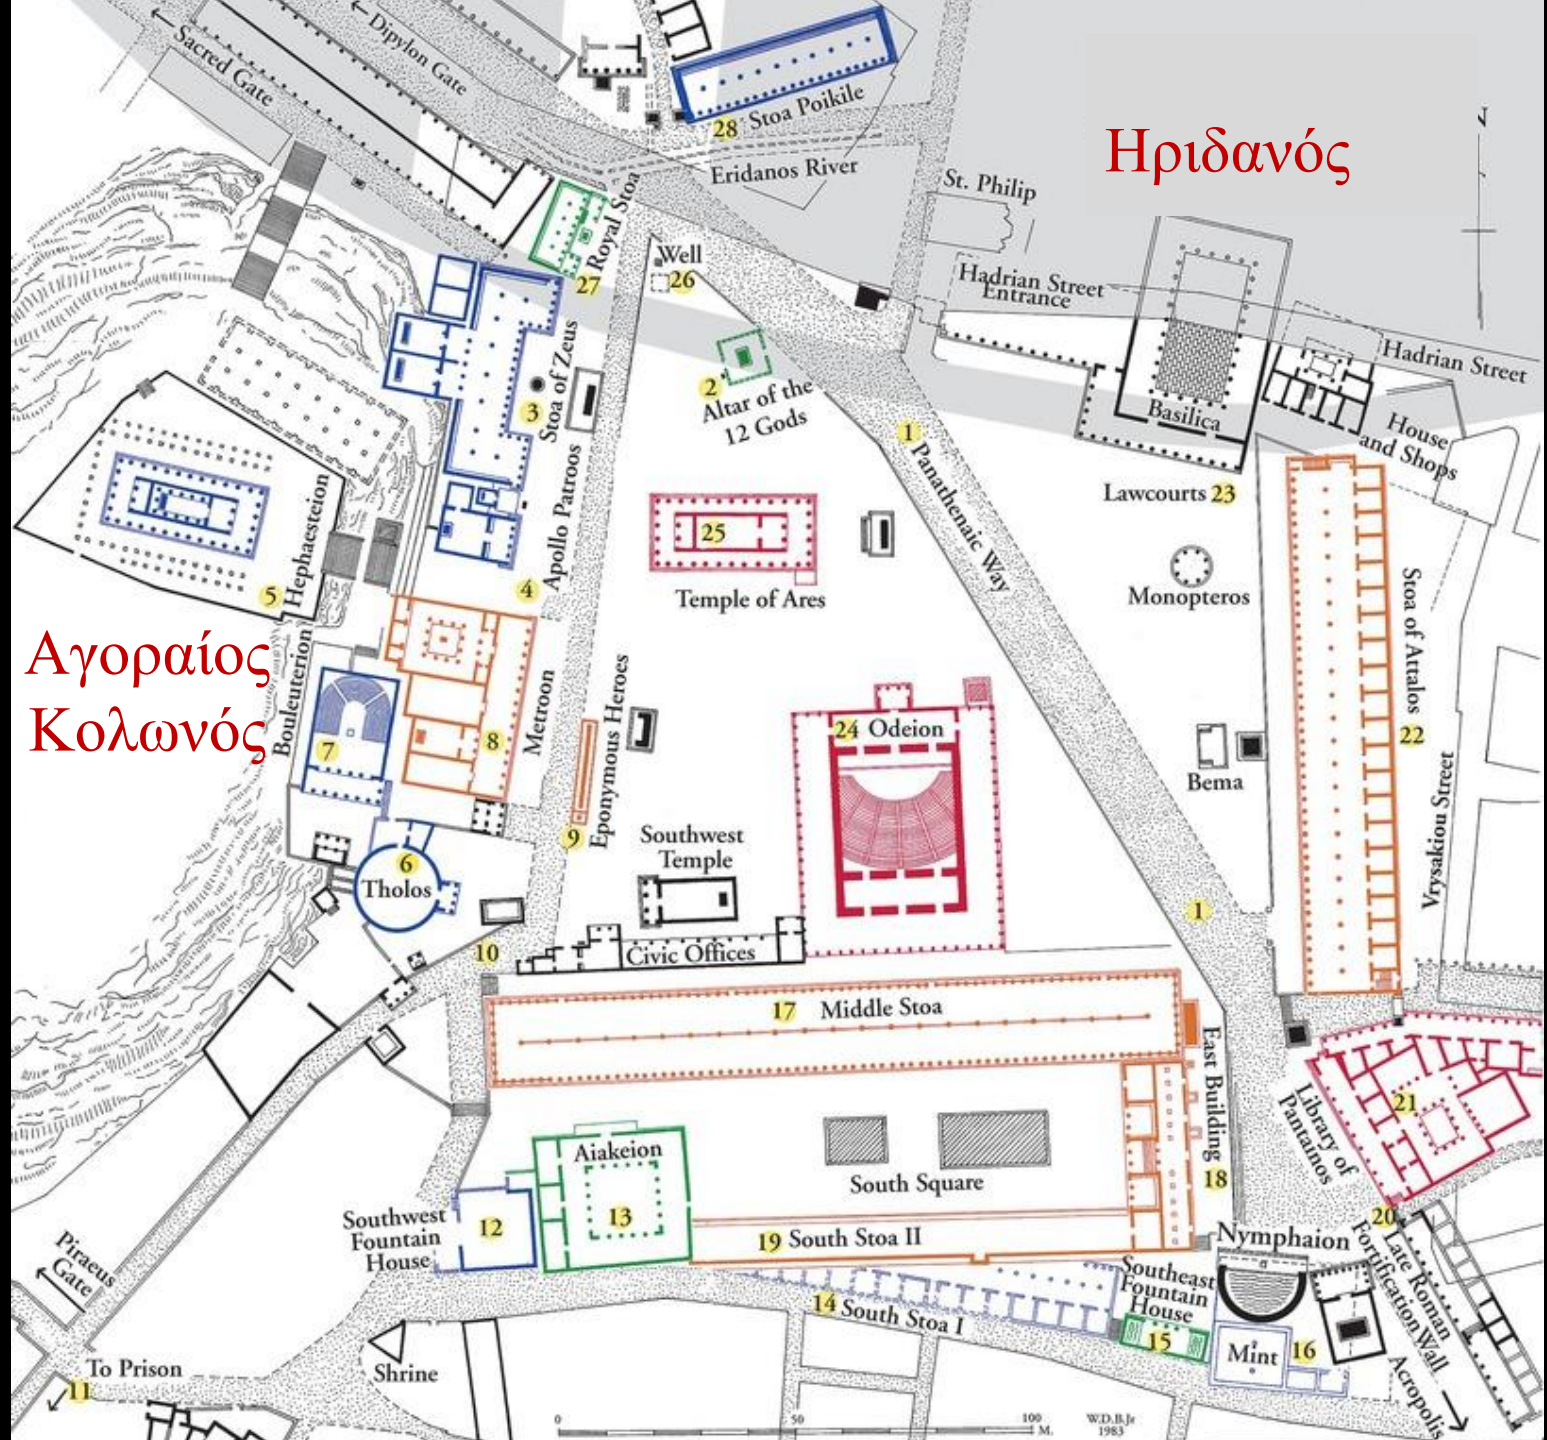 Dipylon Gate
Sacred Gate
28 Stoa Poikile
Eridanos River
Ηριδανός
N
St. Philip
Royal Stoa
27
Well
26
Hadrian Street
Entrance
Hadrian Street
2
Altar of the
12 Gods
3
Stoa of Zeus
1
Panathenaic Way
Basilica
House
and Shops
Lawcourts 23
25
Temple of Ares
4
Apollo Patroos
5
Hephaesteion
Monopteros
Stoa of Attalos
22
Αγοραίος
Κολωνός
Bouleuterion
7
8
Metroon
9
Eponymous Heroes
24 Odeion
Bema
Vrysakiou Street
Southwest
Temple
6
Tholos
1
10
Civic Offices
17 Middle Stoa
East Building
18
Library of
Pantainos
21
Aiakeion
13
South Square
12
Southwest
Fountain
House
19 South Stoa II
20
Late Roman
Fortification Wall
Nymphaion
Piraeus
Gate
14 South Stoa I
Southeast
Fountain
House
15
Mint
16
To Prison
11
Shrine
Acropolis
0 50 100
M.
W.D.B.Jr
1983